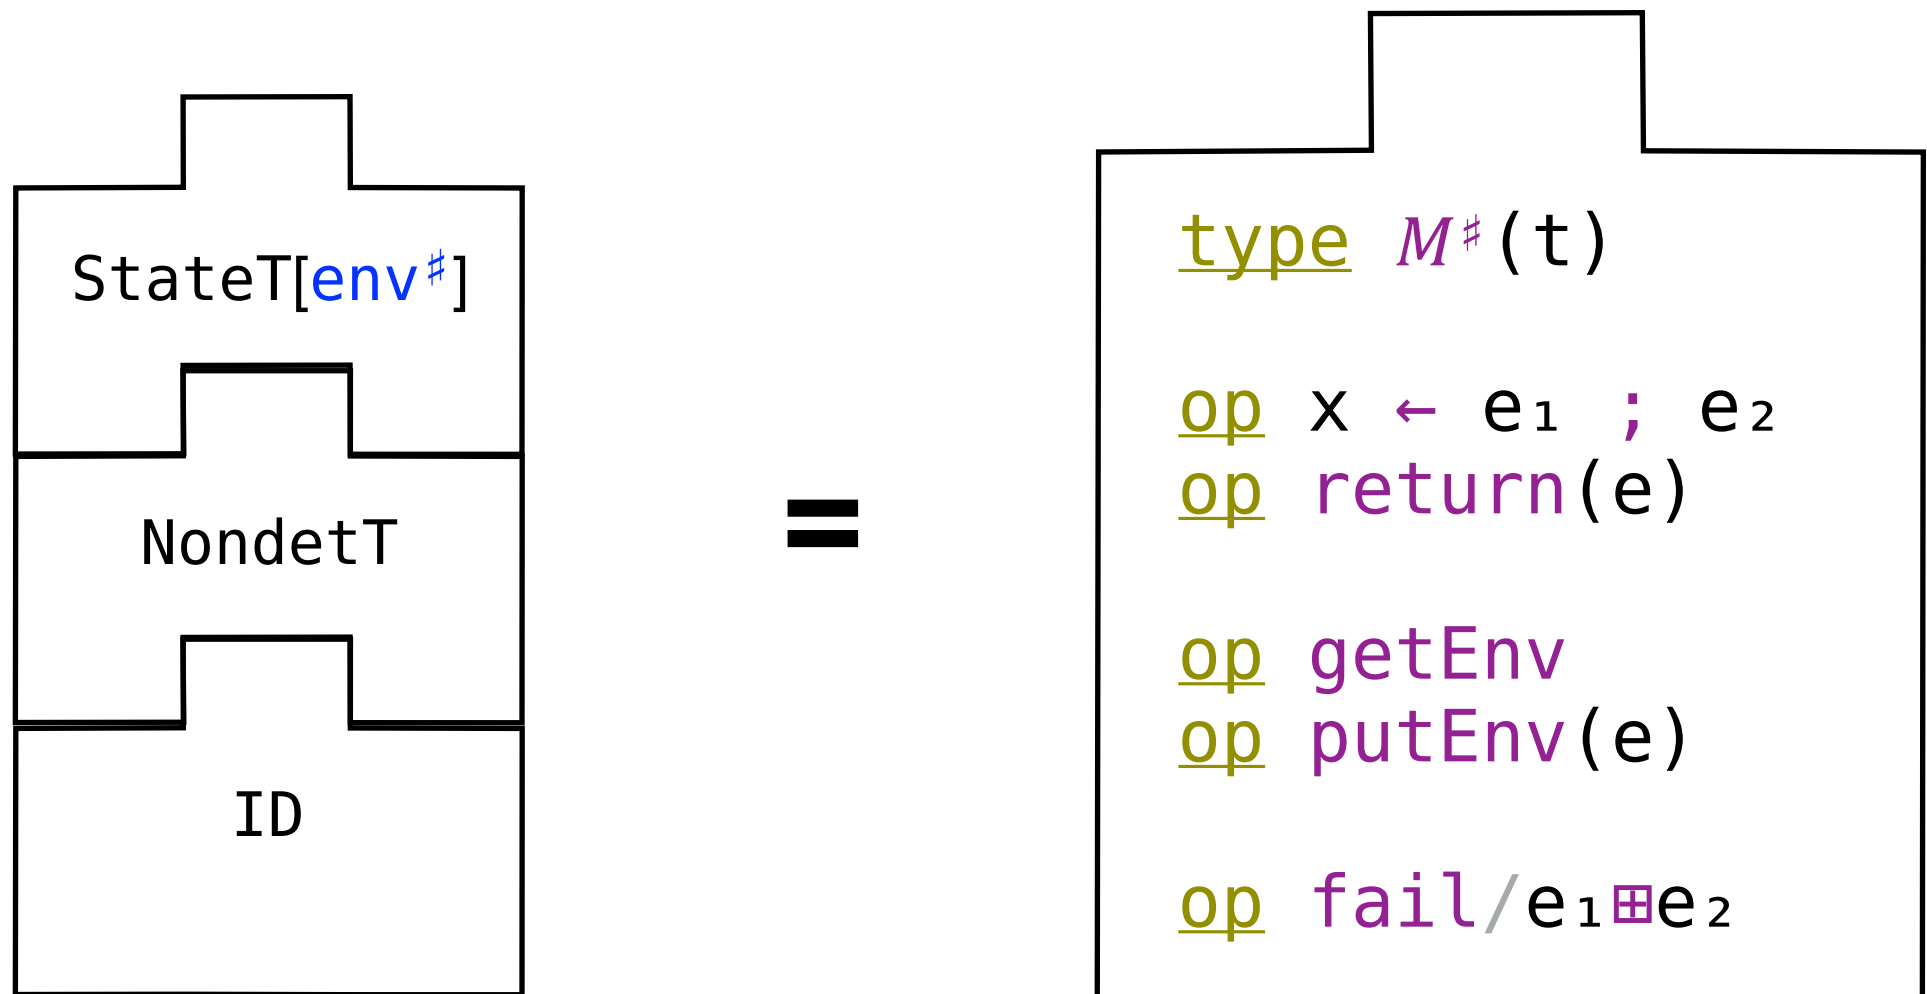 StateT[env♯]
NondetT
ID
=
type M♯(t)
op x ← e₁ ; e₂
op return(e)
op getEnv
op putEnv(e)
op fail/e₁⊞e₂